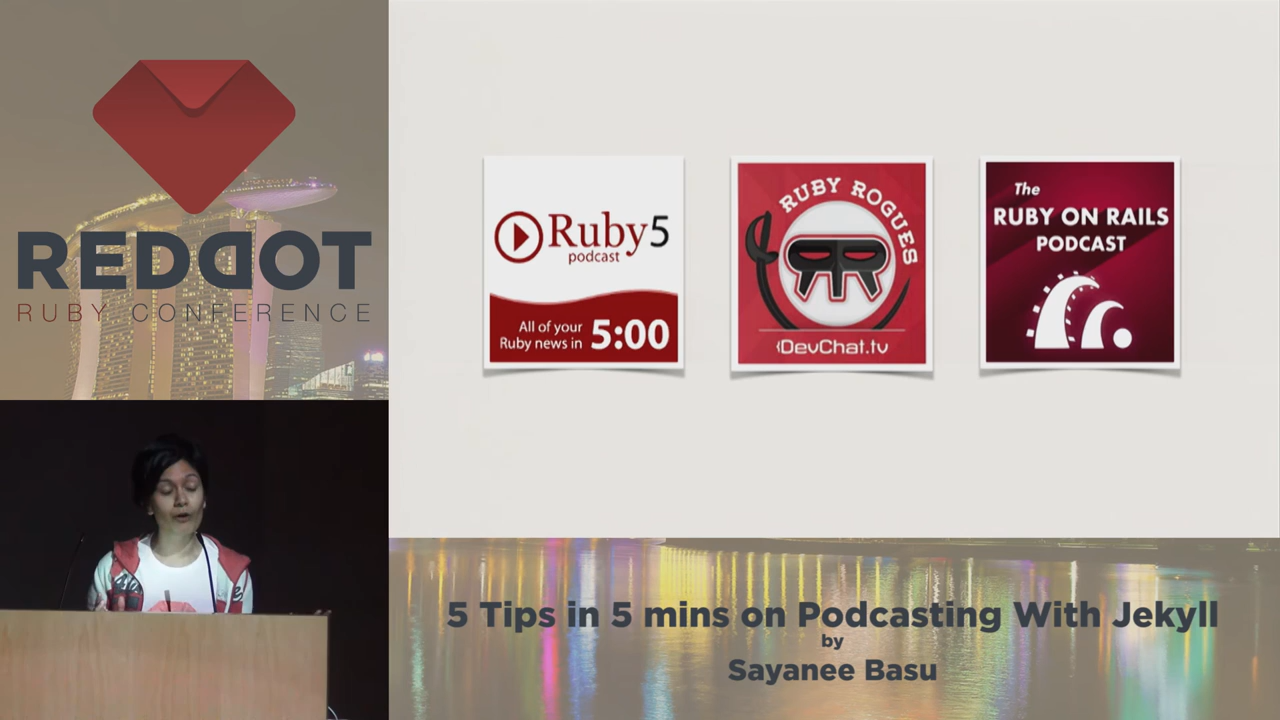 REDDOT
RUBY CONFERENCE
Ruby5
podcast
All of your
Ruby news in 5:00
RUBY ROGUES
DevChat.tv
The
RUBY ON RAILS
PODCAST
5 Tips in 5 mins on Podcasting With Jekyll
by
Sayanee Basu